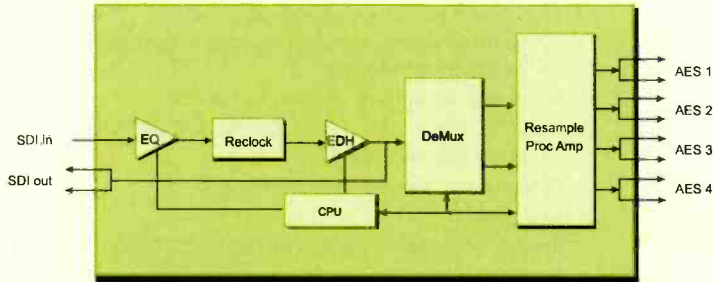 SDI in
SDI out
EQ
Reclock
EDH
CPU
DeMux
Resample
Proc Amp
AES 1
AES 2
AES 3
AES 4